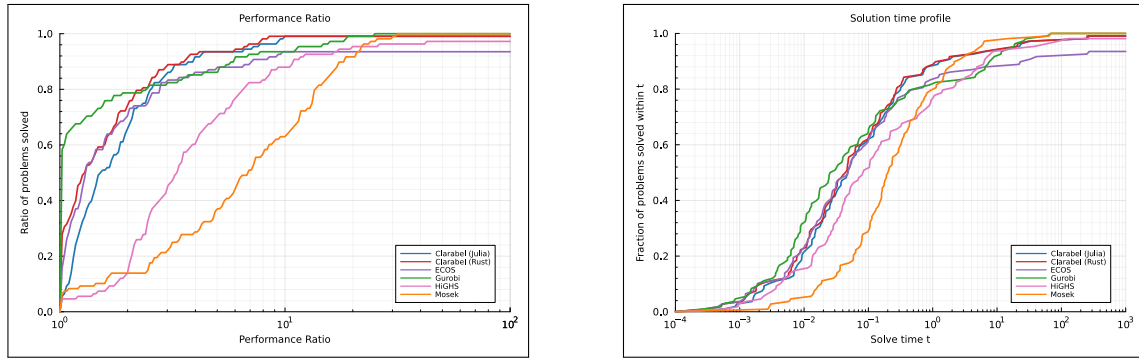 Performance Ratio
Ratio of problems solved
1.0
0.8
0.6
0.4
0.2
0.0
Clarabel (Julia)
Clarabel (Rust)
ECOS
Gurobi
HiGHS
Mosek
10^0
10^1
10^2
Performance Ratio
Solution time profile
Fraction of problems solved within t
1.0
0.8
0.6
0.4
0.2
0.0
Clarabel (Julia)
Clarabel (Rust)
ECOS
Gurobi
HiGHS
Mosek
10^−4
10^−3
10^−2
10^−1
10^0
10^1
10^2
10^3
Solve time t